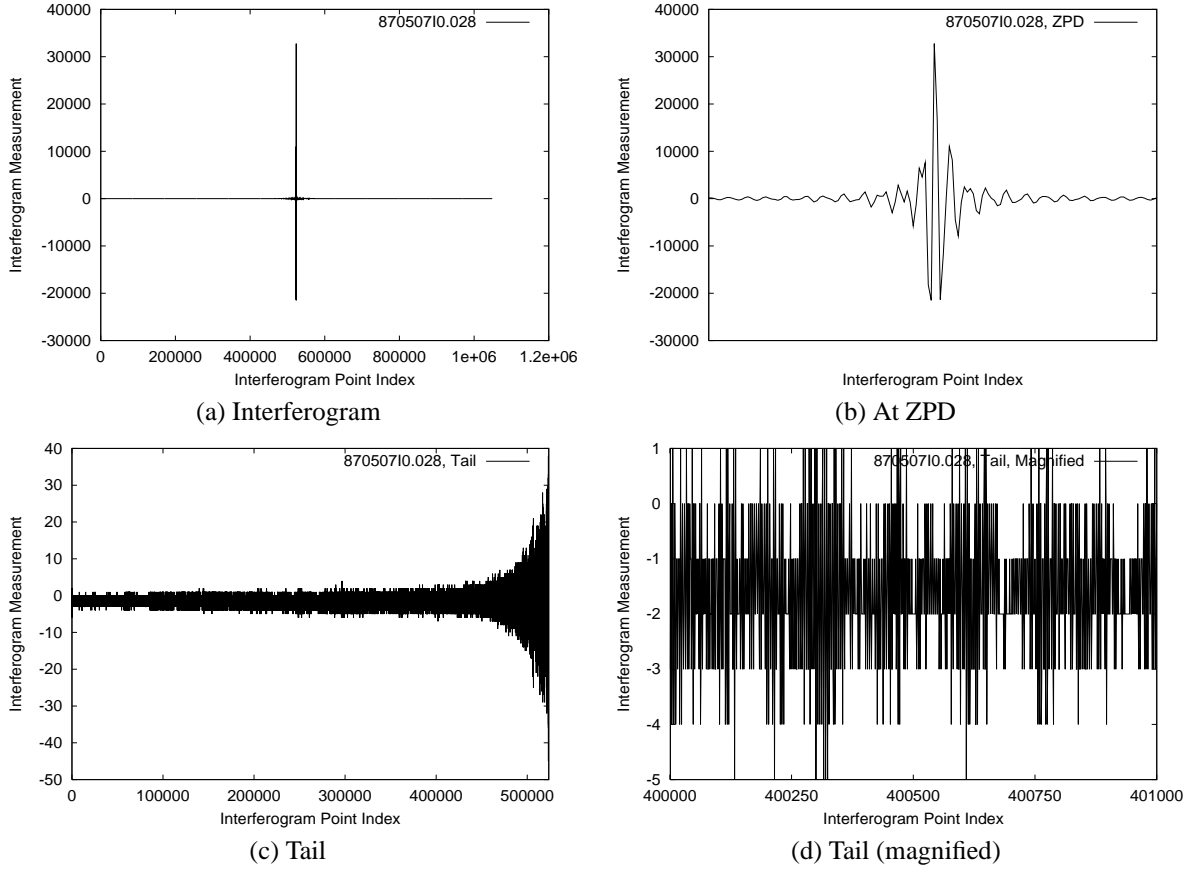 40000
30000
20000
10000
0
-10000
-20000
-30000
Interferogram Measurement
870507I0.028
0
200000
400000
600000
800000
1e+06
1.2e+06
Interferogram Point Index
(a) Interferogram
40000
30000
20000
10000
0
-10000
-20000
-30000
Interferogram Measurement
870507I0.028, ZPD
Interferogram Point Index
(b) At ZPD
40
30
20
10
0
-10
-20
-30
-40
-50
Interferogram Measurement
870507I0.028, Tail
0
100000
200000
300000
400000
500000
Interferogram Point Index
(c) Tail
1
0
-1
-2
-3
-4
-5
Interferogram Measurement
870507I0.028, Tail, Magnified
400000
400250
400500
400750
401000
Interferogram Point Index
(d) Tail (magnified)